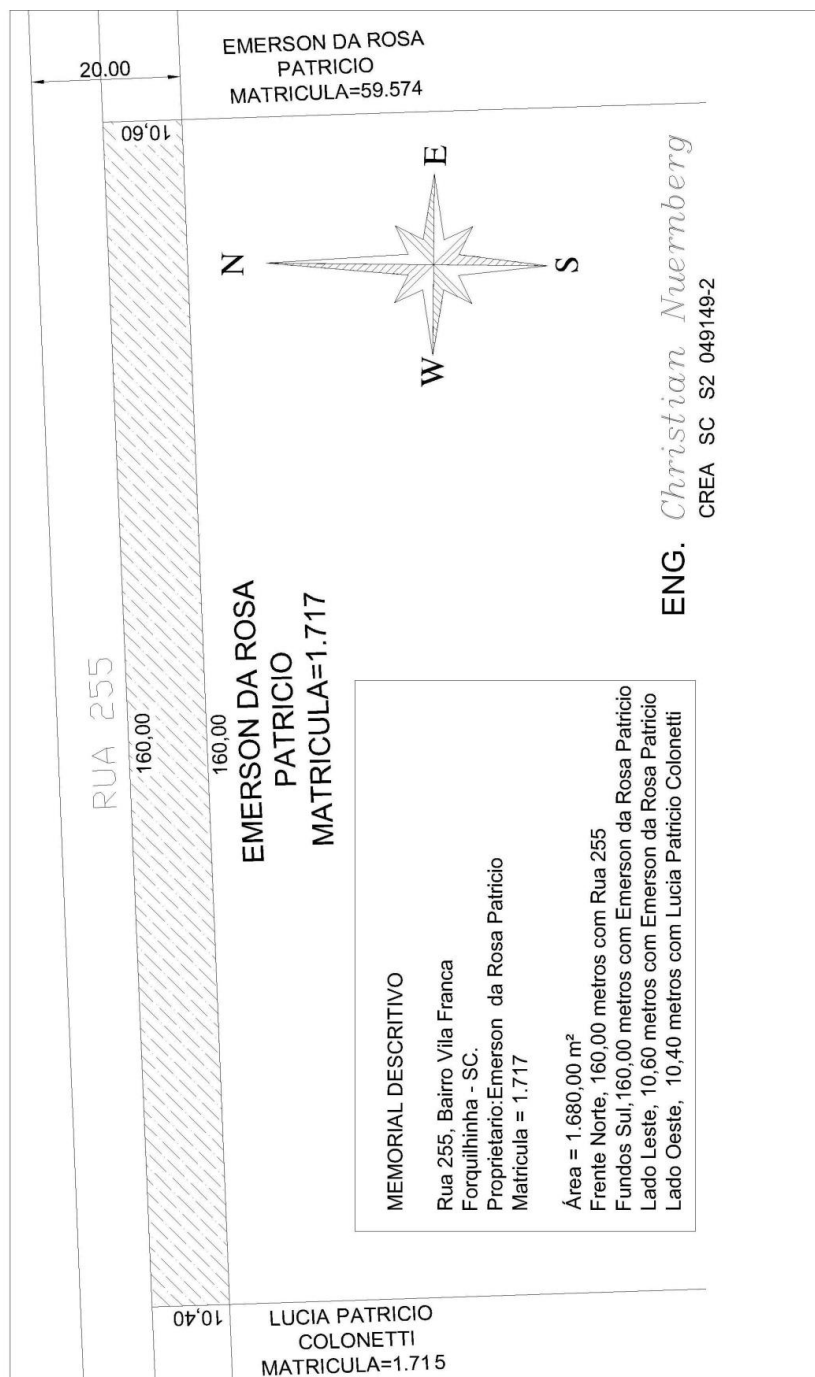 EMERSON DA ROSA
PATRICIO
MATRICULA=59.574
20.00
10,60
N
E
W
S
RUA 255
160,00
160,00
EMERSON DA ROSA
PATRICIO
MATRICULA=1.717
ENG. Christian Nuernberg
CREA SC S2 049149-2
MEMORIAL DESCRITIVO
Rua 255, Bairro Vila Franca
Forquilhinha - SC.
Proprietario:Emerson da Rosa Patricio
Matricula = 1.717
Área = 1.680,00 m²
Frente Norte, 160,00 metros com Rua 255
Fundos Sul,160,00 metros com Emerson da Rosa Patricio
Lado Leste, 10,60 metros com Emerson da Rosa Patricio
Lado Oeste, 10,40 metros com Lucia Patricio Colonetti
10,40
LUCIA PATRICIO
COLONETTI
MATRICULA=1.715